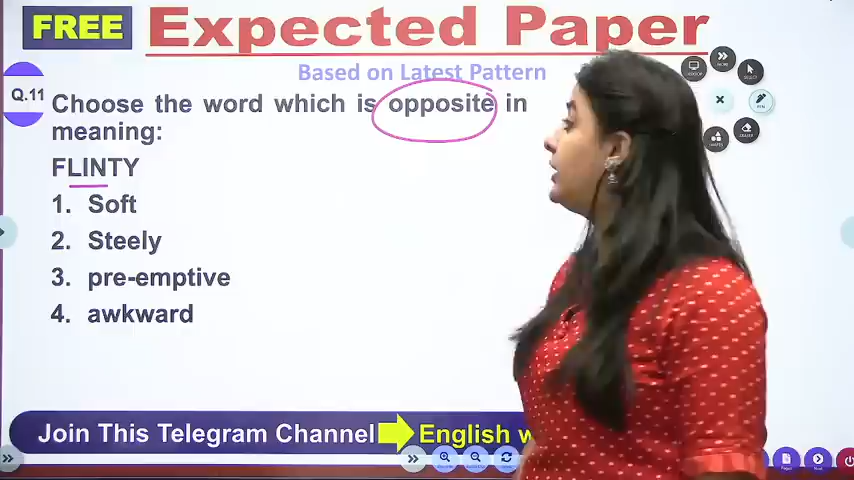 FREE Expected Paper
Based on Latest Pattern
Q.11 Choose the word which is opposite in
meaning:
FLINTY
1. Soft
2. Steely
3. pre-emptive
4. awkward
Join This Telegram Channel English w